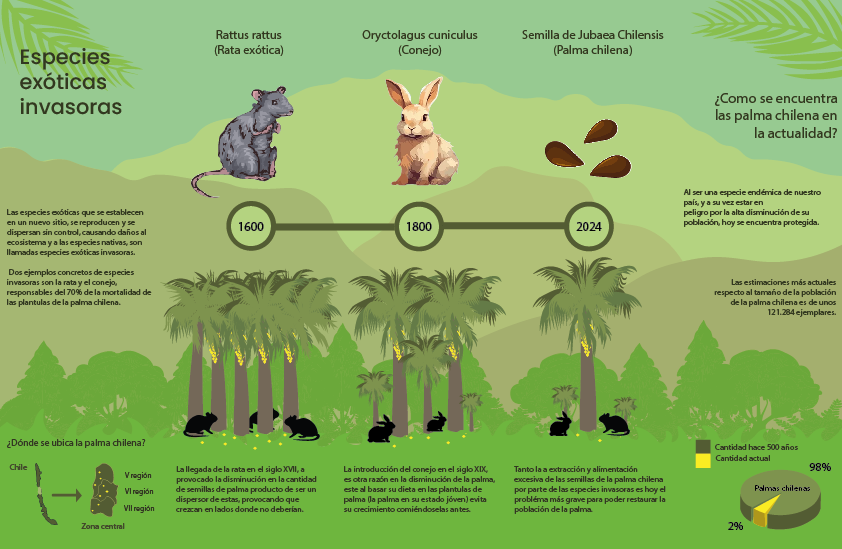 Especies
exóticas
invasoras
Rattus rattus
(Rata exótica)
Oryctolagus cuniculus
(Conejo)
Semilla de Jubaea Chilensis
(Palma chilena)
¿Como se encuentra
las palma chilena en
la actualidad?
Al ser una especie endémica de nuestro
país, y a su vez estar en
peligro por la alta disminución de su
población, hoy se encuentra protegida.
Las especies exóticas que se establecen
en un nuevo sitio, se reproducen y se
dispersan sin control, causando daños al
ecosistema y a las especies nativas, son
llamadas especies exóticas invasoras.
Dos ejemplos concretos de especies
invasoras son la rata y el conejo,
responsables del 70% de la mortalidad de
las plantulas de la palma chilena.
1600
1800
2024
Las estimaciones más actuales
respecto al tamaño de la población
de la palma chilena es de unos
121.284 ejemplares.
¿Dónde se ubica la palma chilena?
Chile
V región
VI región
VII región
Zona central
La llegada de la rata en el siglo XVII, a
provocado la disminución en la cantidad
de semillas de palma producto de ser un
dispersor de estas, provocando que
crezcan en lados donde no deberían.
La introducción del conejo en el siglo XIX,
es otra razón en la disminución de la palma,
este al basar su dieta en las plantulas de
palma (la palma en su estado jóven) evita
su crecimiento comiéndoselas antes.
Tanto la a extracción y alimentación
excesiva de las semillas de la palma chilena
por parte de las especies invasoras es hoy el
probléma más grave para poder restaurar la
población de la palma.
Cantidad hace 500 años
Cantidad actual
98%
Palmas chilenas
2%